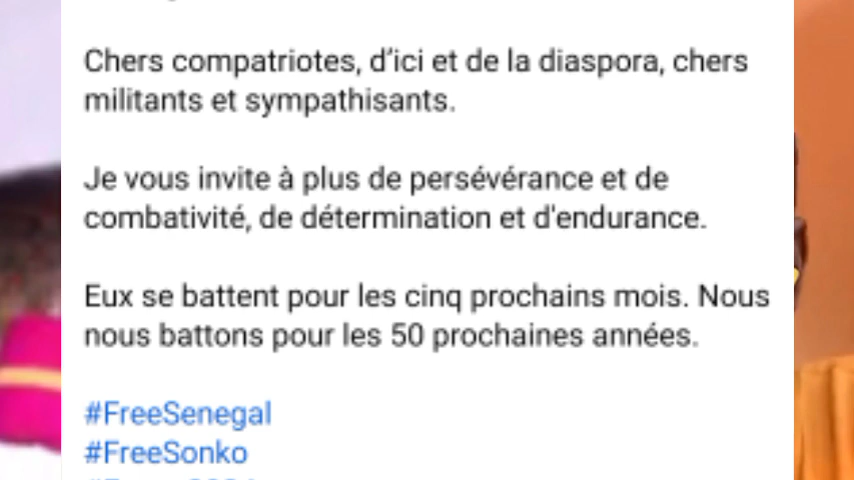 Chers compatriotes, d’ici et de la diaspora, chers
militants et sympathisants.
Je vous invite à plus de persévérance et de
combativité, de détermination et d'endurance.
Eux se battent pour les cinq prochains mois. Nous
nous battons pour les 50 prochaines années.
#FreeSenegal
#FreeSonko